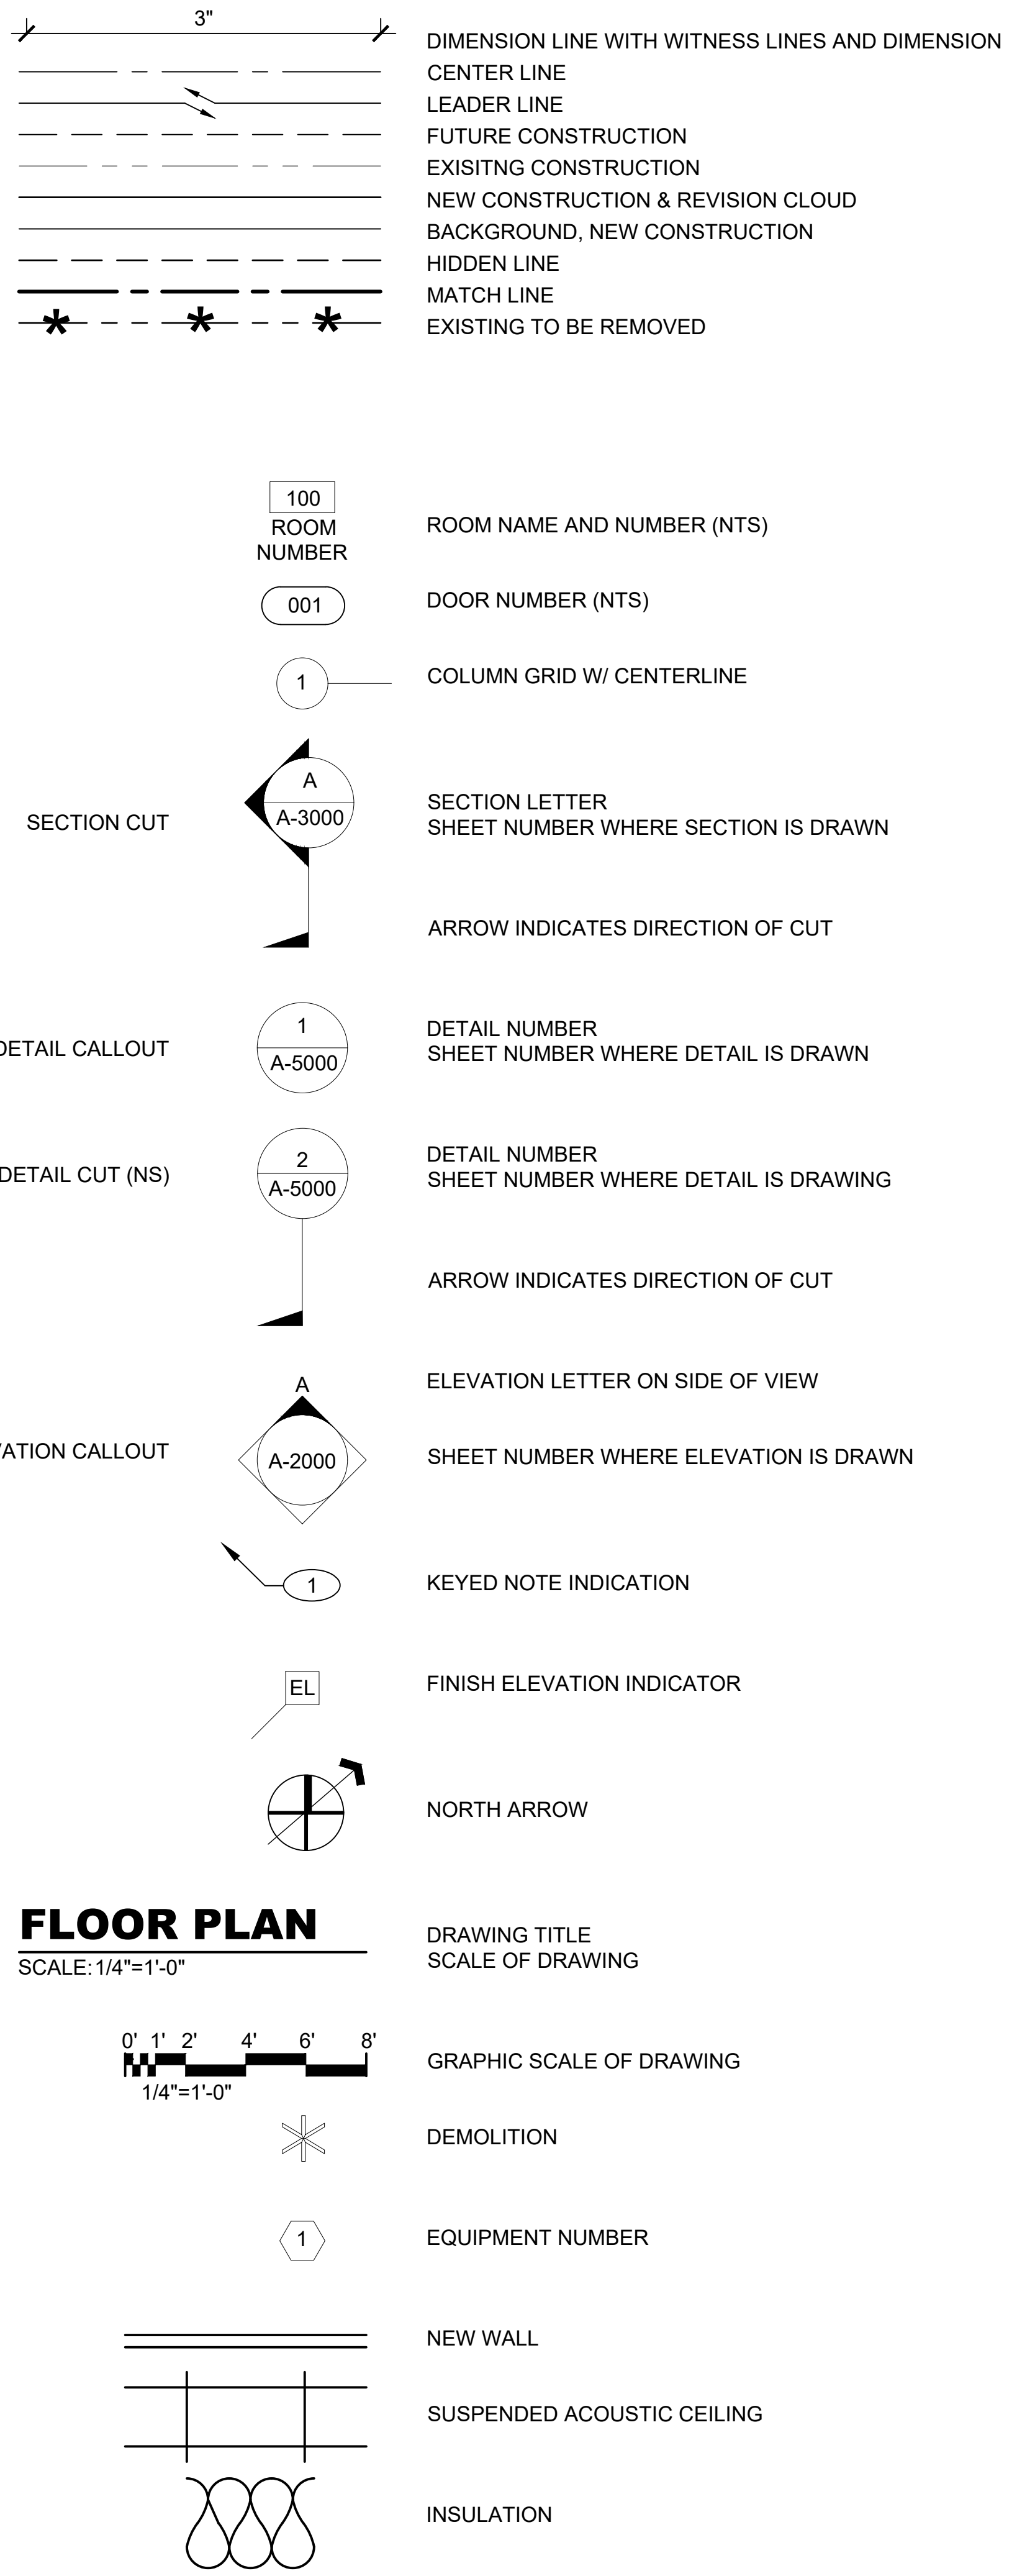 3"
DIMENSION LINE WITH WITNESS LINES AND DIMENSION
CENTER LINE
LEADER LINE
FUTURE CONSTRUCTION
EXISITNG CONSTRUCTION
NEW CONSTRUCTION & REVISION CLOUD
BACKGROUND, NEW CONSTRUCTION
HIDDEN LINE
MATCH LINE
EXISTING TO BE REMOVED
100
ROOM
NUMBER
ROOM NAME AND NUMBER (NTS)
001
DOOR NUMBER (NTS)
1
COLUMN GRID W/ CENTERLINE
SECTION CUT
A
A-3000
SECTION LETTER
SHEET NUMBER WHERE SECTION IS DRAWN
ARROW INDICATES DIRECTION OF CUT
DETAIL CALLOUT
1
A-5000
DETAIL NUMBER
SHEET NUMBER WHERE DETAIL IS DRAWN
DETAIL CUT (NS)
2
A-5000
DETAIL NUMBER
SHEET NUMBER WHERE DETAIL IS DRAWING
ARROW INDICATES DIRECTION OF CUT
A
ELEVATION LETTER ON SIDE OF VIEW
VATION CALLOUT
A-2000
SHEET NUMBER WHERE ELEVATION IS DRAWN
1
KEYED NOTE INDICATION
EL
FINISH ELEVATION INDICATOR
NORTH ARROW
FLOOR PLAN
SCALE: 1/4"=1'-0"
DRAWING TITLE
SCALE OF DRAWING
0' 1' 2' 4' 6' 8'
1/4"=1'-0"
GRAPHIC SCALE OF DRAWING
DEMOLITION
1
EQUIPMENT NUMBER
NEW WALL
SUSPENDED ACOUSTIC CEILING
INSULATION